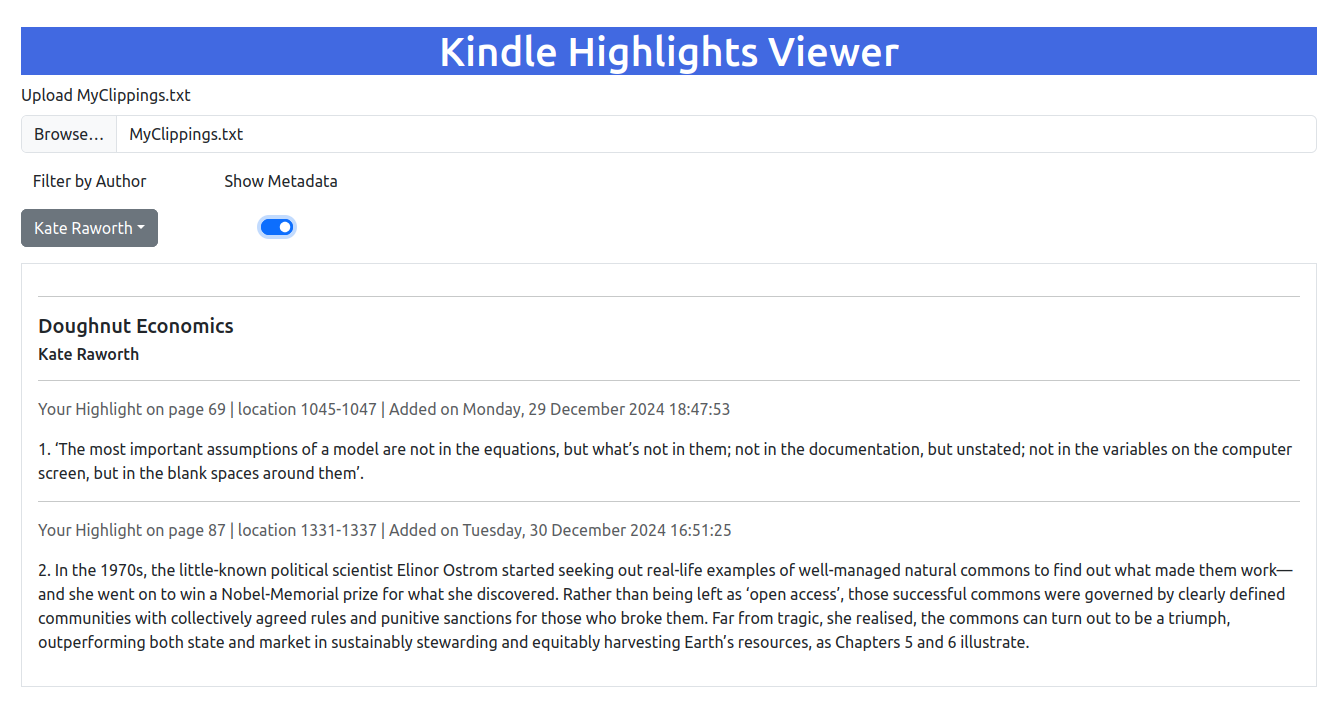 Kindle Highlights Viewer
Upload MyClippings.txt
Browse… MyClippings.txt
Filter by Author Show Metadata
Kate Raworth
Doughnut Economics
Kate Raworth
Your Highlight on page 69 | location 1045-1047 | Added on Monday, 29 December 2024 18:47:53
1. ‘The most important assumptions of a model are not in the equations, but what’s not in them; not in the documentation, but unstated; not in the variables on the computer
screen, but in the blank spaces around them’.
Your Highlight on page 87 | location 1331-1337 | Added on Tuesday, 30 December 2024 16:51:25
2. In the 1970s, the little-known political scientist Elinor Ostrom started seeking out real-life examples of well-managed natural commons to find out what made them work—
and she went on to win a Nobel-Memorial prize for what she discovered. Rather than being left as ‘open access’, those successful commons were governed by clearly defined
communities with collectively agreed rules and punitive sanctions for those who broke them. Far from tragic, she realised, the commons can turn out to be a triumph,
outperforming both state and market in sustainably stewarding and equitably harvesting Earth’s resources, as Chapters 5 and 6 illustrate.